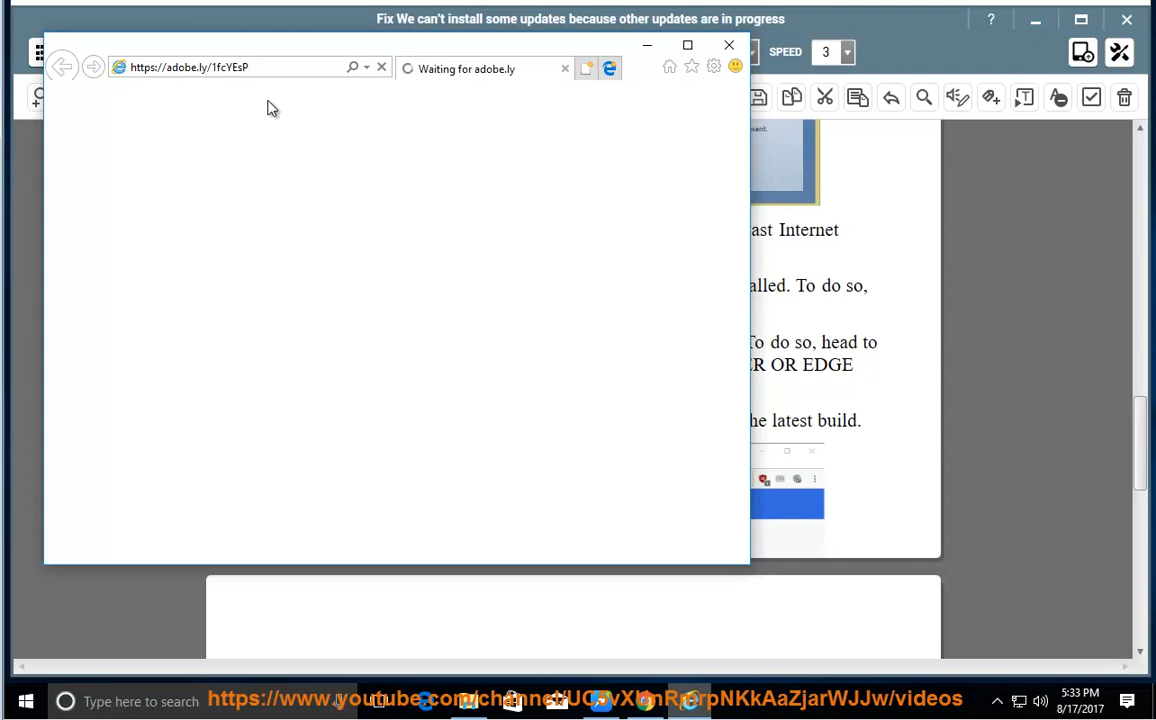 Fix We can't install some updates because other updates are in progress
SPEED 3
https://adobe.ly/1fcYEsP
Waiting for adobe.ly
want.
ast Internet
alled. To do so,
To do so, head to
ER OR EDGE
he latest build.
Type here to search
https://www.youtube.com/channel/
/videos
5:33 PM
8/17/2017